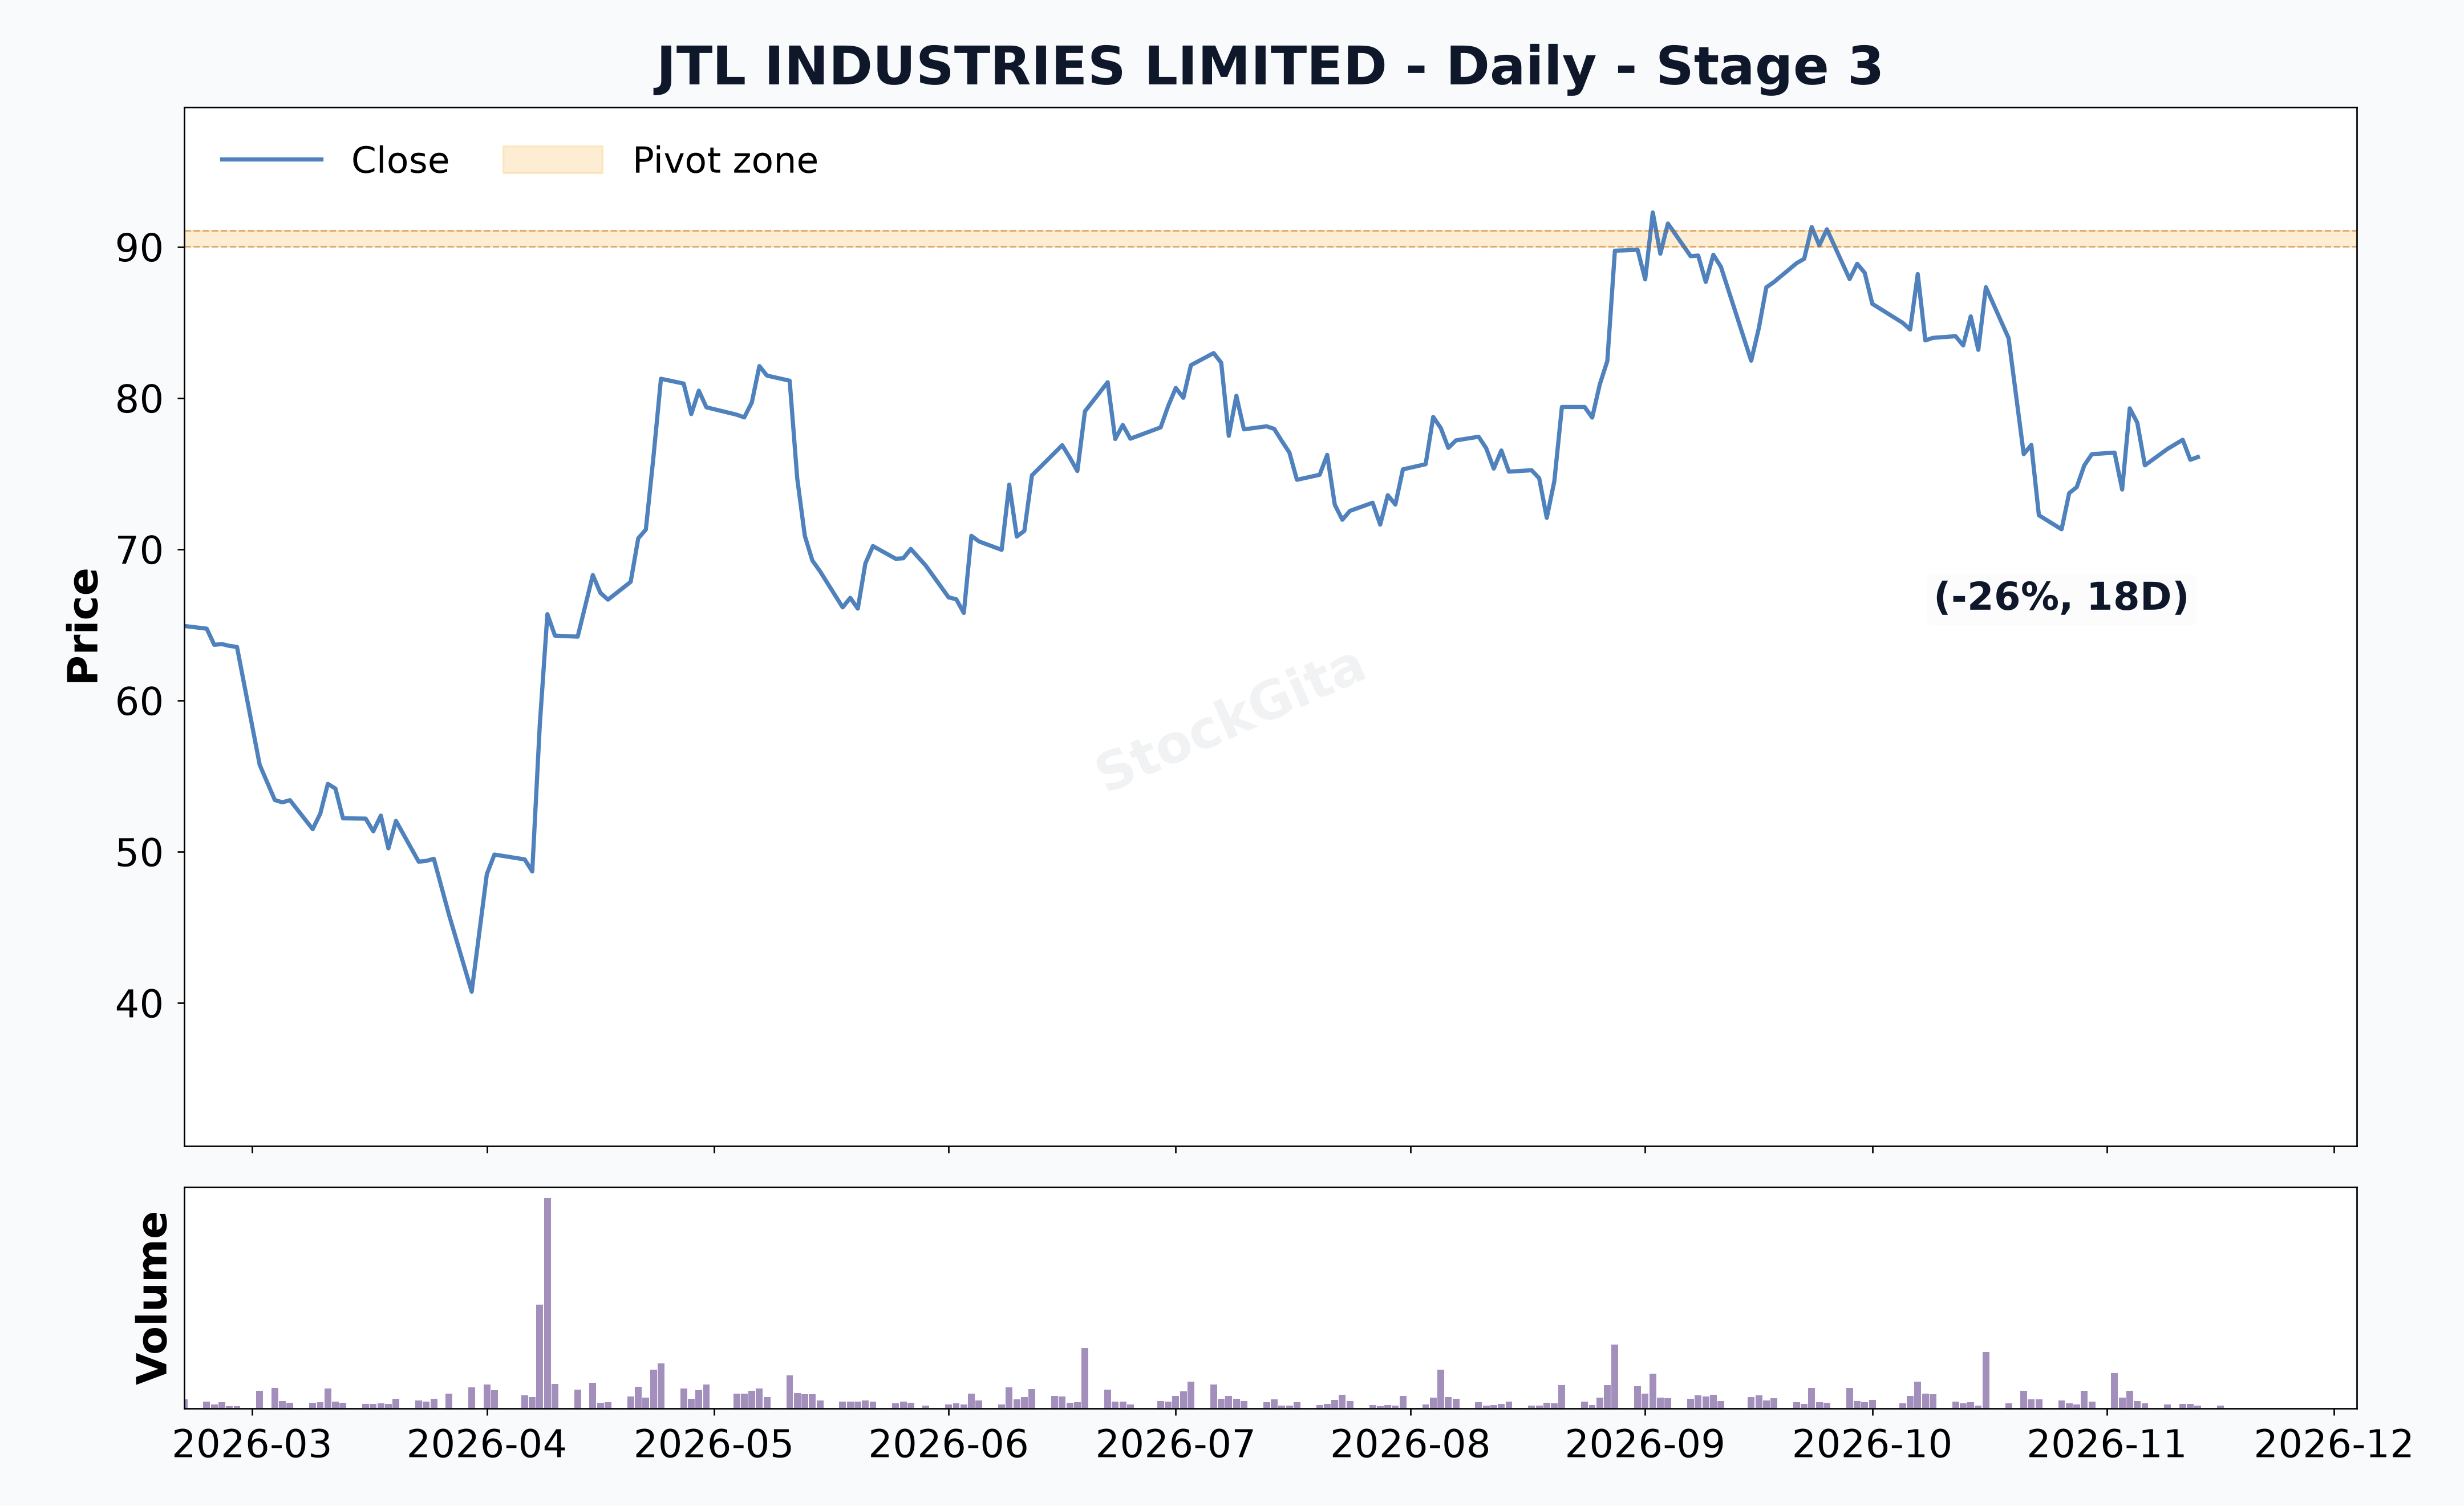 JTL INDUSTRIES LIMITED - Daily - Stage 3
Close
Pivot zone
90
80
70
60
50
40
Price
(-26%, 18D)
StockGita
Volume
2026-03
2026-04
2026-05
2026-06
2026-07
2026-08
2026-09
2026-10
2026-11
2026-12